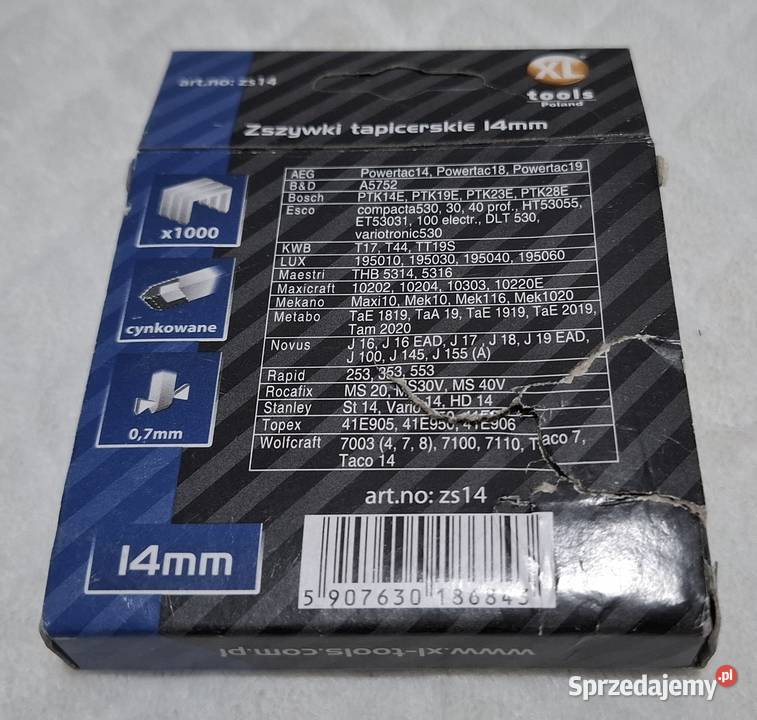 art.no: zs14
XL
tools
Poland
Zszywki tapicerskie 14mm
x1000
cynkowane
0,7mm
14mm
AEG Powertac14, Powertac18, Powertac19
B&D A5752
Bosch PTK14E, PTK19E, PTK23E, PTK28E
Esco compacta530, 30, 40 prof., HT53055,
ET53031, 100 electr., DLT 530,
variotronic530
KWB T17, T44, TT19S
LUX 195010, 195030, 195040, 195060
Maestri THB 5314, 5316
Maxicraft 10202, 10204, 10303, 10220E
Mekano Maxi10, Mek10, Mek116, Mek1020
Metabo TaE 1819, TaA 19, TaE 1919, TaE 2019,
Tam 2020
Novus J 16, J 16 EAD, J 17 , J 18, J 19 EAD,
J 100, J 145, J 155 (A)
Rapid 253, 353, 553
Rocafix MS 20, MS30V, MS 40V
Stanley St 14, Vario 14, HD 14
Topex 41E905, 41E950, 41E906
Wolfcraft 7003 (4, 7, 8), 7100, 7110, Taco 7,
Taco 14
art.no: zs14
5 907630 186843
www.xl-tools.com.pl
Sprzedajemy.pl